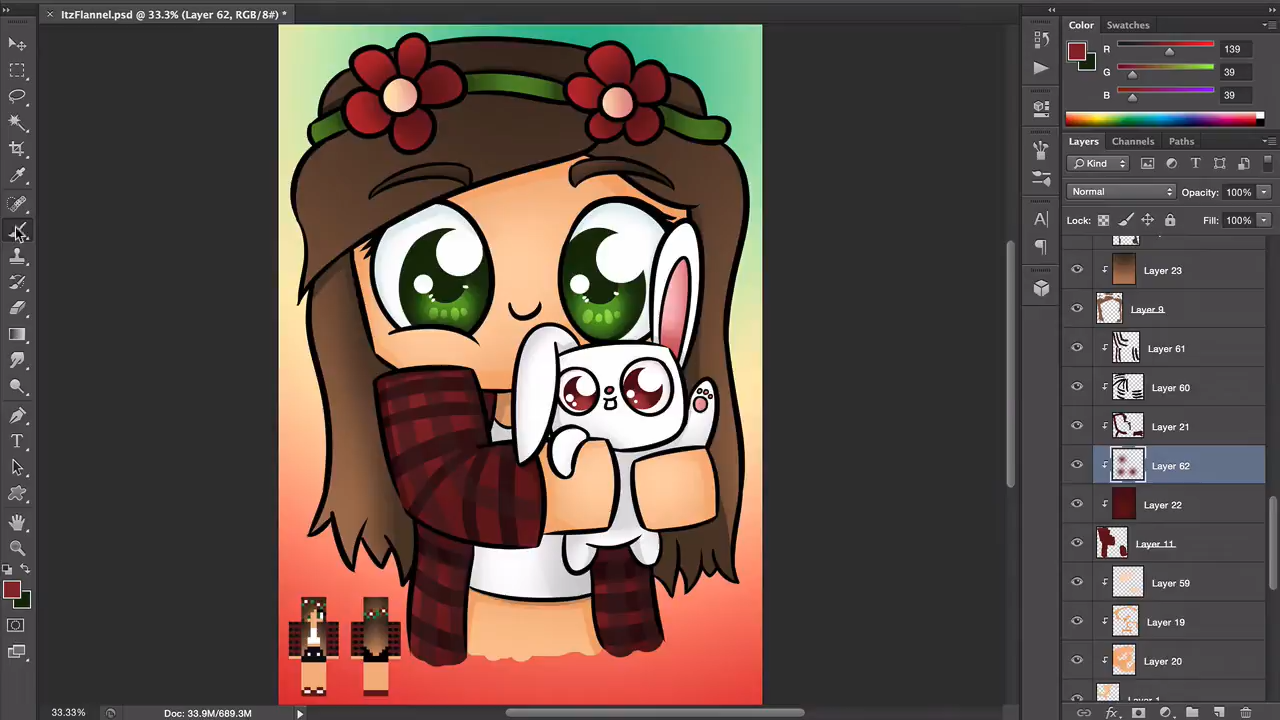 ItzFlannel.psd @ 33.3% (Layer 62, RGB/8#) *
Color
Swatches
R
139
G
39
B
39
Layers
Channels
Paths
Kind
Normal
Opacity:
100%
Lock:
Fill:
100%
Layer 23
Layer 9
Layer 61
Layer 60
Layer 21
Layer 62
Layer 22
Layer 11
Layer 59
Layer 19
Layer 20
33.33%
Doc: 33.9M/689.3M